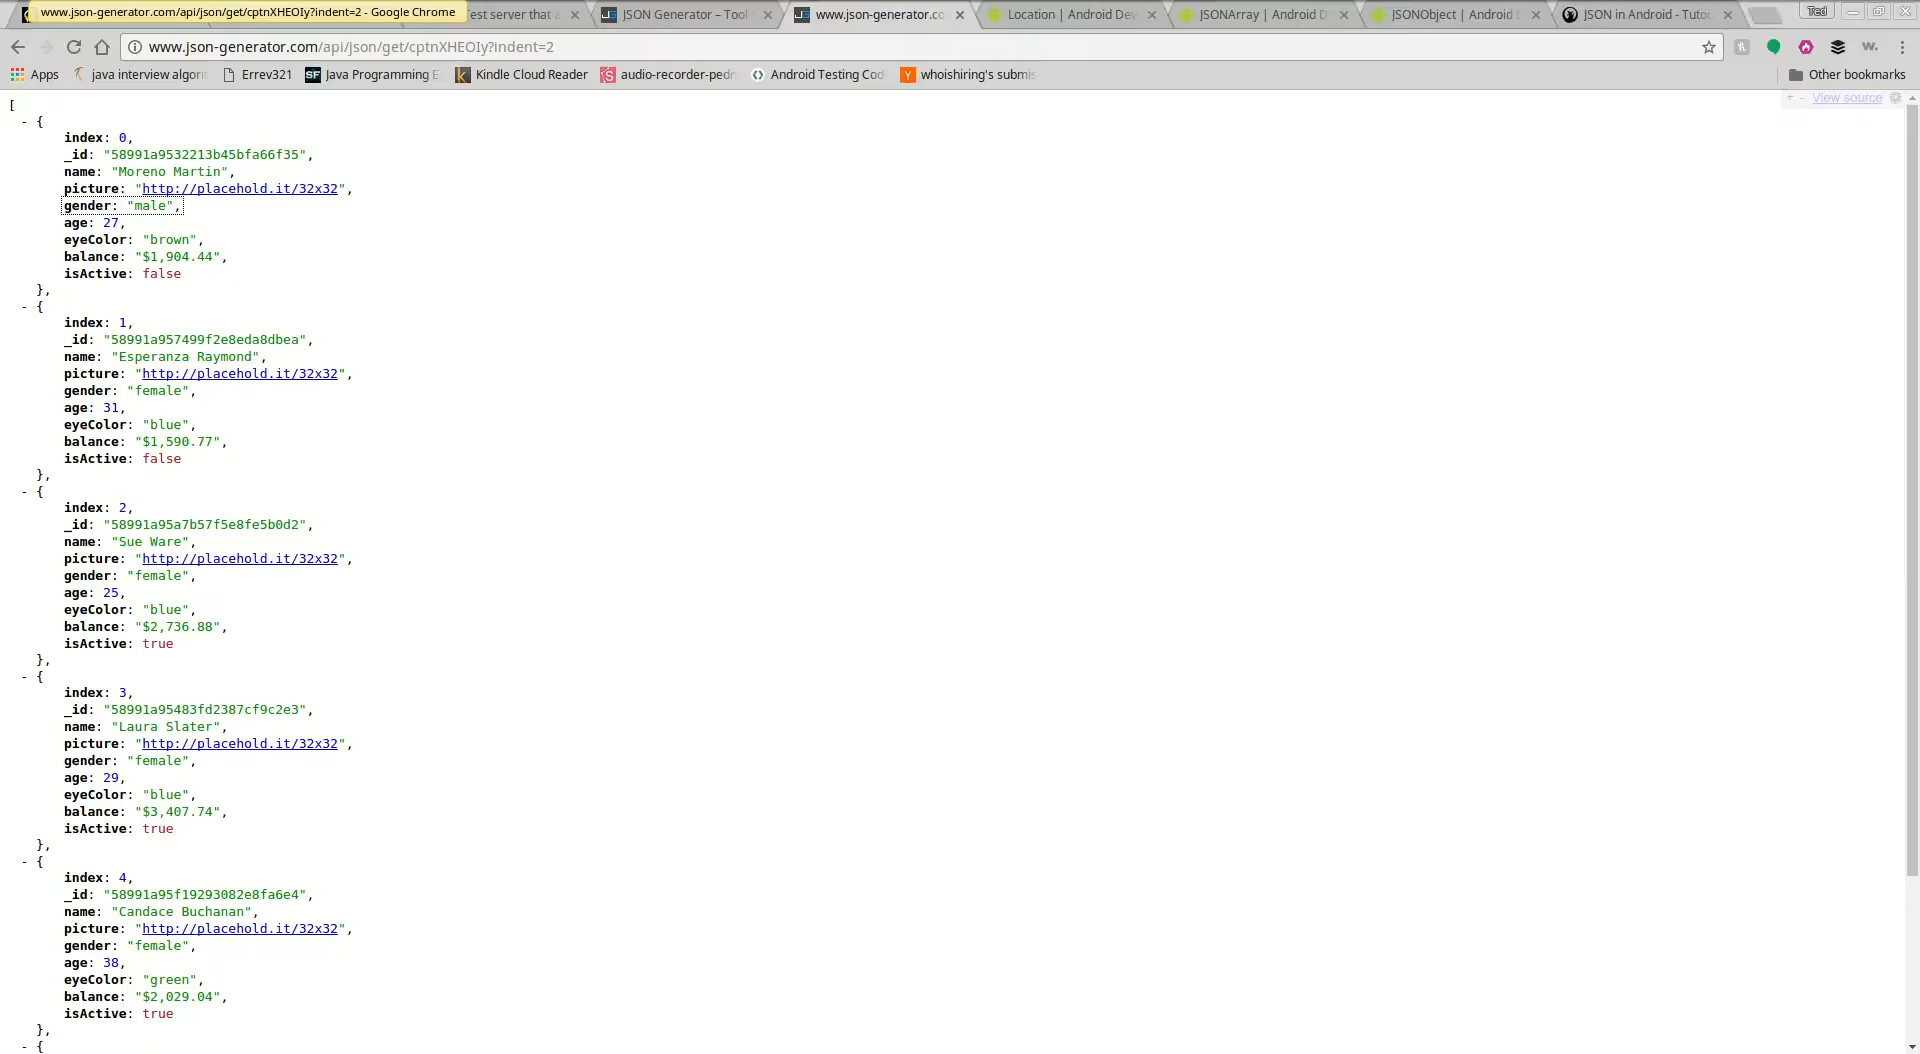 www.json-generator.com/api/json/get/cptnXHEOIy?indent=2 - Google Chrome
est server that a
JSON Generator – Tool
www.json-generator.co
Location | Android Dev
JSONArray | Android D
JSONObject | Android
JSON in Android - Tutor
Ted
www.json-generator.com/api/json/get/cptnXHEOIy?indent=2
Apps
java interview algori
Errev321
Java Programming E
Kindle Cloud Reader
audio-recorder-pedr
Android Testing Cod
whoishiring's submis
Other bookmarks
+ - View source
[
- {
index: 0,
_id: "58991a9532213b45bfa66f35",
name: "Moreno Martin",
picture: "http://placehold.it/32x32",
gender: "male",
age: 27,
eyeColor: "brown",
balance: "$1,904.44",
isActive: false
},
- {
index: 1,
_id: "58991a957499f2e8eda8dbea",
name: "Esperanza Raymond",
picture: "http://placehold.it/32x32",
gender: "female",
age: 31,
eyeColor: "blue",
balance: "$1,590.77",
isActive: false
},
- {
index: 2,
_id: "58991a95a7b57f5e8fe5b0d2",
name: "Sue Ware",
picture: "http://placehold.it/32x32",
gender: "female",
age: 25,
eyeColor: "blue",
balance: "$2,736.88",
isActive: true
},
- {
index: 3,
_id: "58991a95483fd2387cf9c2e3",
name: "Laura Slater",
picture: "http://placehold.it/32x32",
gender: "female",
age: 29,
eyeColor: "blue",
balance: "$3,407.74",
isActive: true
},
- {
index: 4,
_id: "58991a95f19293082e8fa6e4",
name: "Candace Buchanan",
picture: "http://placehold.it/32x32",
gender: "female",
age: 38,
eyeColor: "green",
balance: "$2,029.04",
isActive: true
},
- {